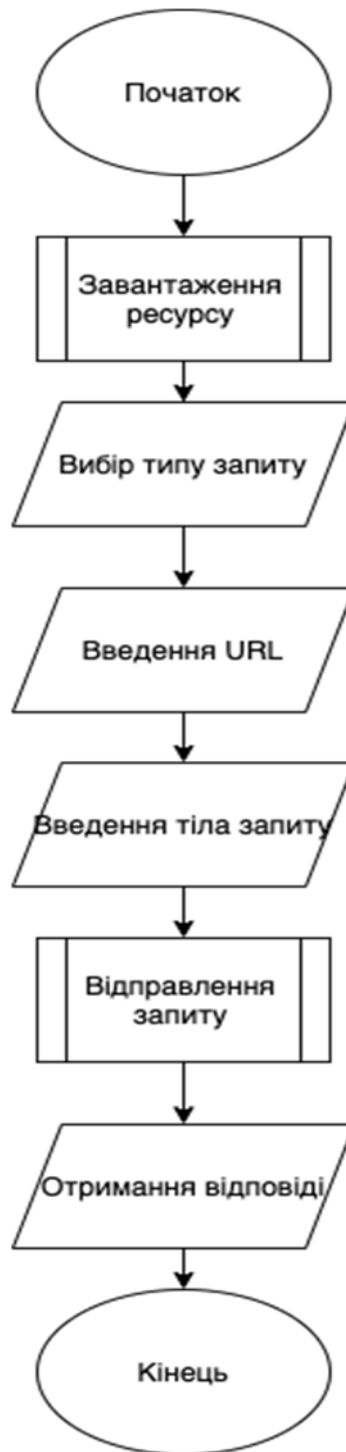 Початок
Завантаження
ресурсу
Вибір типу запиту
Введення URL
Введення тіла запиту
Відправлення
запиту
Отримання відповіді
Кінець